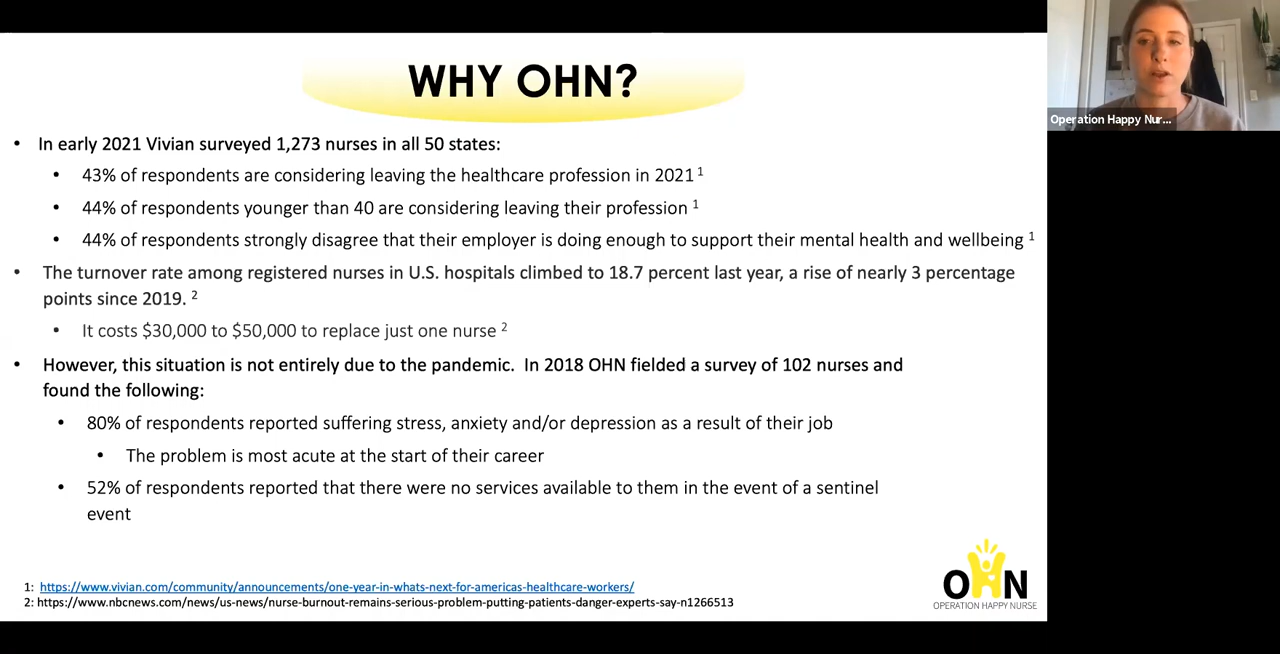 WHY OHN?
Operation Happy Nur...
• In early 2021 Vivian surveyed 1,273 nurses in all 50 states:
• 43% of respondents are considering leaving the healthcare profession in 2021 1
• 44% of respondents younger than 40 are considering leaving their profession 1
• 44% of respondents strongly disagree that their employer is doing enough to support their mental health and wellbeing 1
• The turnover rate among registered nurses in U.S. hospitals climbed to 18.7 percent last year, a rise of nearly 3 percentage
points since 2019. 2
• It costs $30,000 to $50,000 to replace just one nurse 2
• However, this situation is not entirely due to the pandemic. In 2018 OHN fielded a survey of 102 nurses and
found the following:
• 80% of respondents reported suffering stress, anxiety and/or depression as a result of their job
• The problem is most acute at the start of their career
• 52% of respondents reported that there were no services available to them in the event of a sentinel
event
1: https://www.vivian.com/community/announcements/one-year-in-whats-next-for-americas-healthcare-workers/
2: https://www.nbcnews.com/news/us-news/nurse-burnout-remains-serious-problem-putting-patients-danger-experts-say-n1266513
OHN
OPERATION HAPPY NURSE